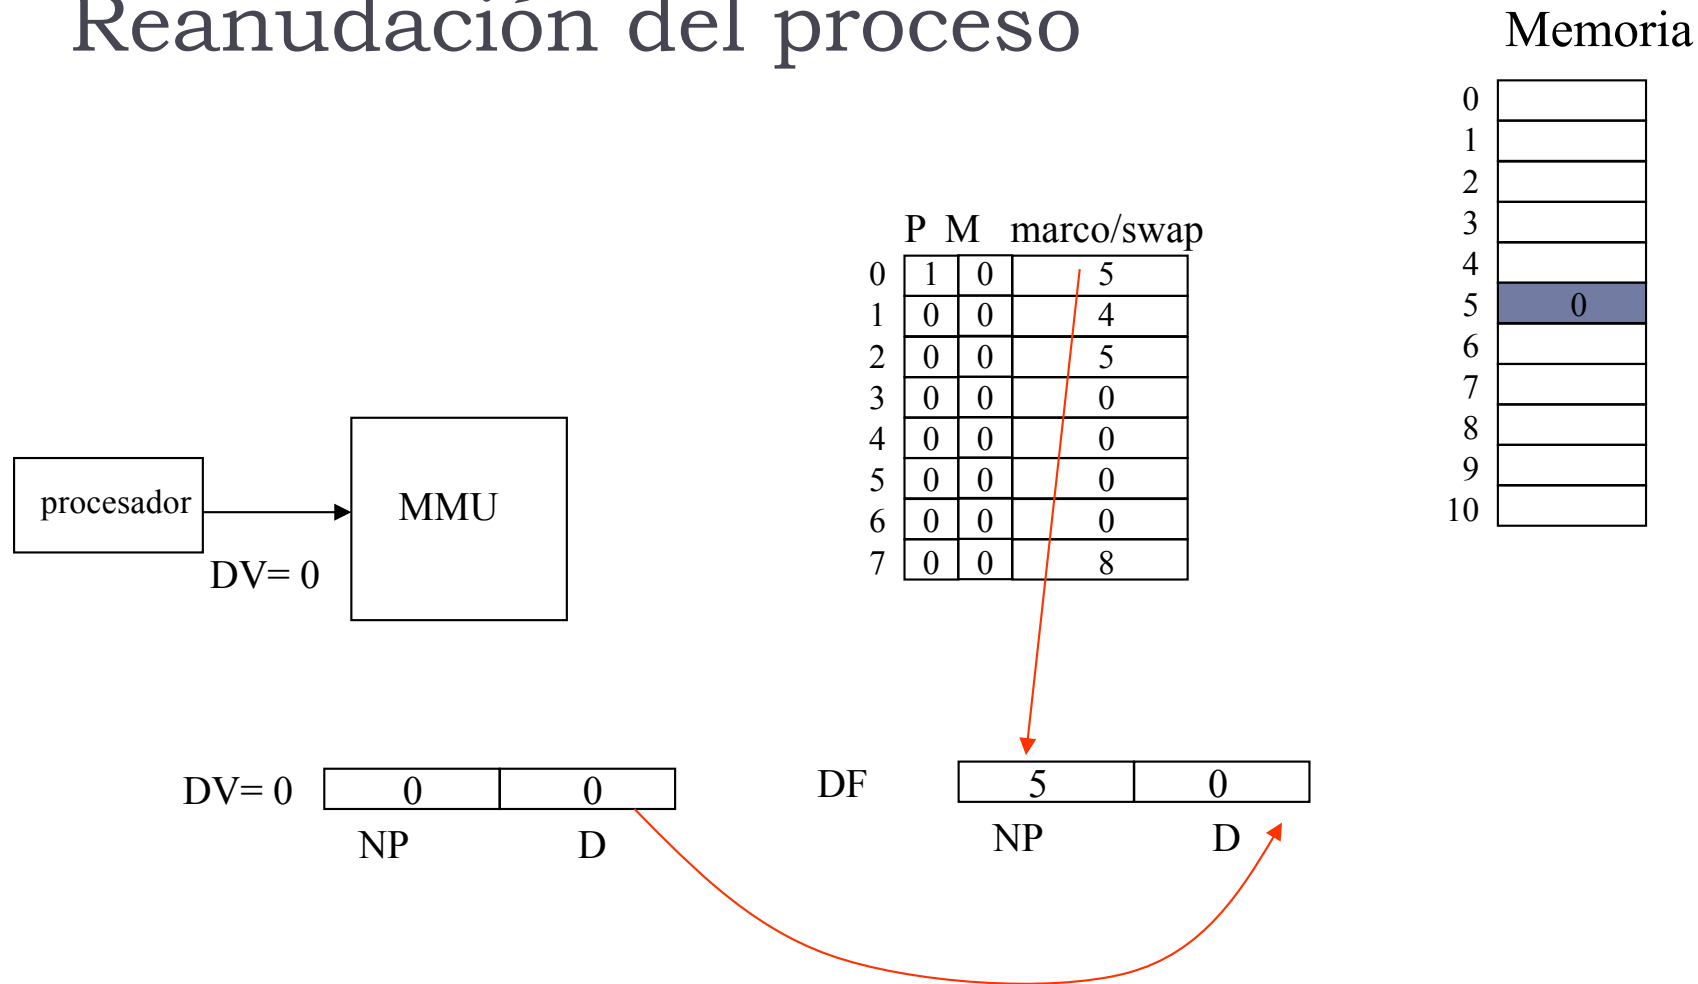 Reanudación del proceso
Memoria
0
1
2
3
4
5 0
6
7
8
9
10
P M marco/swap
0 1 0 5
1 0 0 4
2 0 0 5
3 0 0 0
4 0 0 0
5 0 0 0
6 0 0 0
7 0 0 8
procesador
MMU
DV= 0
DV= 0 0 0
NP D
DF 5 0
NP D